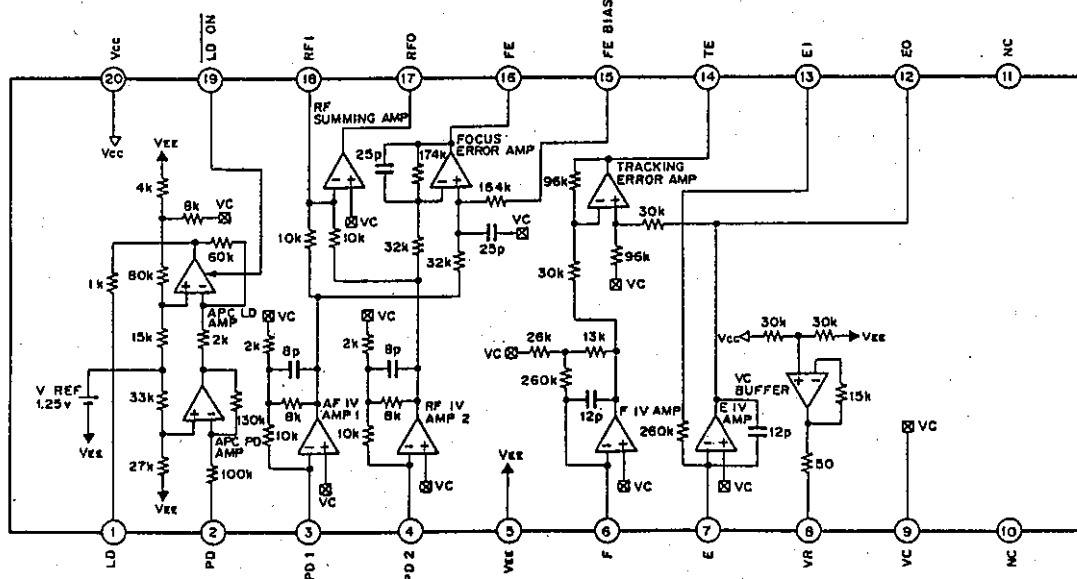 Vcc
LD ON
RF I
RFO
FE
FE BIAS
TE
EI
EO
NC
20
19
18
17
16
15
14
13
12
11
Vcc
VEE
4k
8k
VC
60k
80k
1k
APC LD
AMP
15k
2k
V REF
1.25v
VEE
33k
130k
APC PD
AMP
27k
100k
VEE
RF
SUMMING AMP
VC
10k
10k
25p
174k
FOCUS
ERROR AMP
164k
VC
25p
32k
32k
VC
2k
8p
8k
10k
AF IV
AMP 1
VC
VC
2k
8p
8k
10k
RF IV
AMP 2
VC
VEE
96k
TRACKING
ERROR AMP
30k
96k
VC
30k
VC
26k
13k
260k
12p
F IV AMP
VC
260k
E IV
AMP
12p
VC
Vcc
30k
30k
VEE
VC
BUFFER
15k
50
VC
1
2
3
4
5
6
7
8
9
10
LD
PD
PD 1
PD 2
VEE
F
E
VR
VC
NC